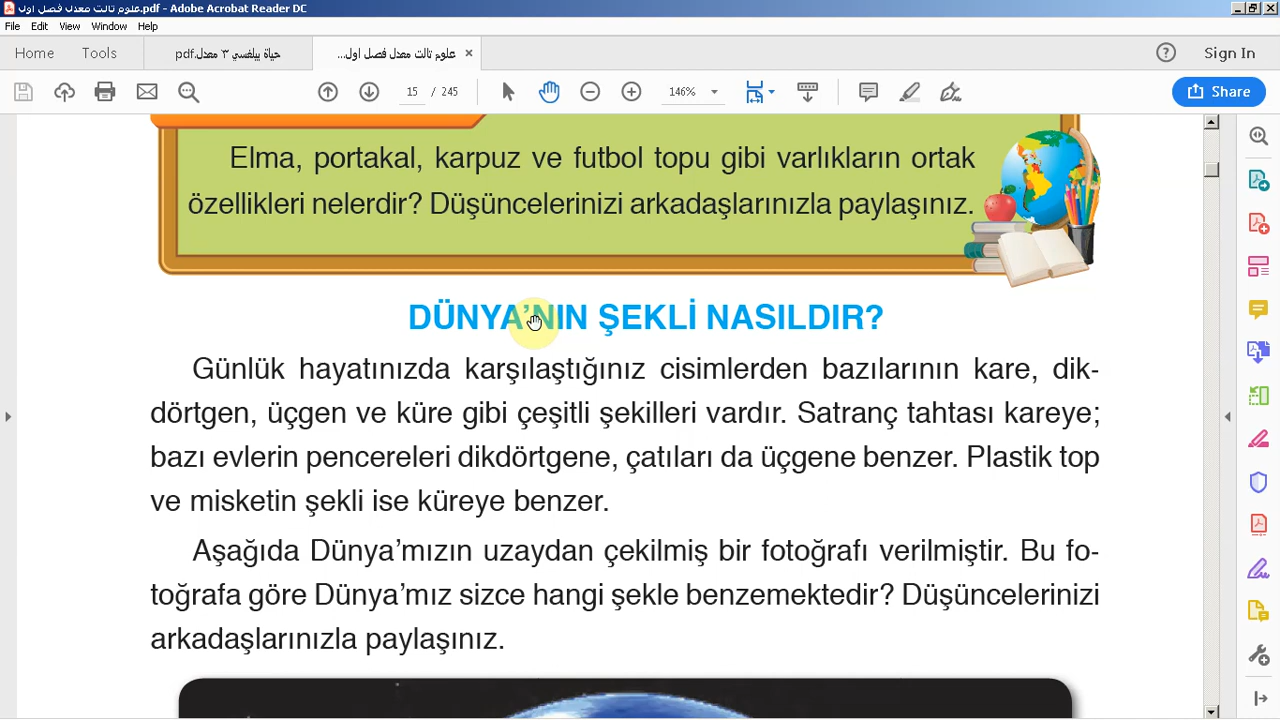 علوم ثالث معدل فصل اول.pdf - Adobe Acrobat Reader DC
File Edit View Window Help
Home Tools حياة بيلغسي ٣ معدل.pdf علوم ثالث معدل فصل اول... × Sign In
15 / 245 146% Share
Elma, portakal, karpuz ve futbol topu gibi varlıkların ortak
özellikleri nelerdir? Düşüncelerinizi arkadaşlarınızla paylaşınız.
DÜNYA’NIN ŞEKLİ NASILDIR?
Günlük hayatınızda karşılaştığınız cisimlerden bazılarının kare, dik-
dörtgen, üçgen ve küre gibi çeşitli şekilleri vardır. Satranç tahtası kareye;
bazı evlerin pencereleri dikdörtgene, çatıları da üçgene benzer. Plastik top
ve misketin şekli ise küreye benzer.
Aşağıda Dünya’mızın uzaydan çekilmiş bir fotoğrafı verilmiştir. Bu fo-
toğrafa göre Dünya’mız sizce hangi şekle benzemektedir? Düşüncelerinizi
arkadaşlarınızla paylaşınız.